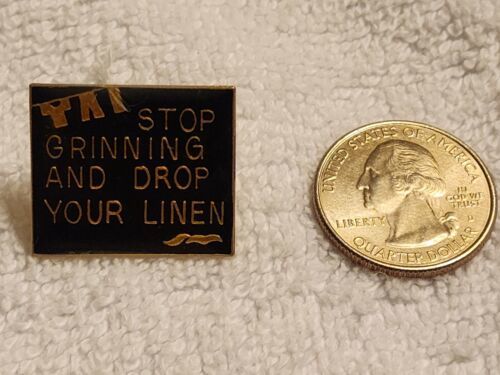 STOP
GRINNING
AND DROP
YOUR LINEN
UNITED STATES OF AMERICA
LIBERTY
IN
GOD WE
TRUST
QUARTER DOLLAR